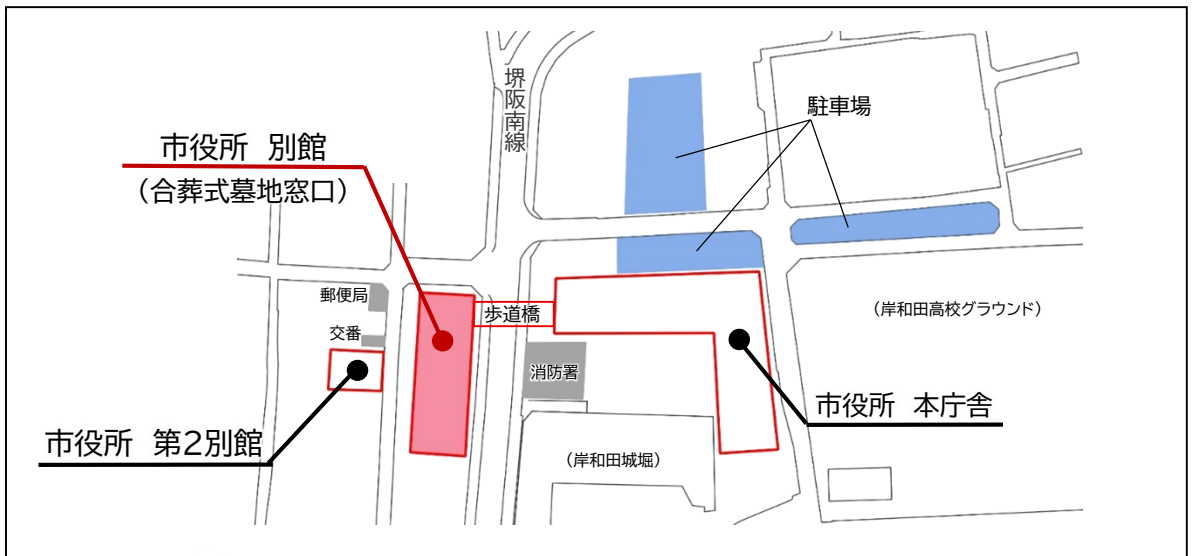 堺阪南線
駐車場
市役所 別館
（合葬式墓地窓口）
郵便局
歩道橋
（岸和田高校グラウンド）
交番
消防署
市役所 本庁舎
市役所 第2別館
（岸和田城堀）